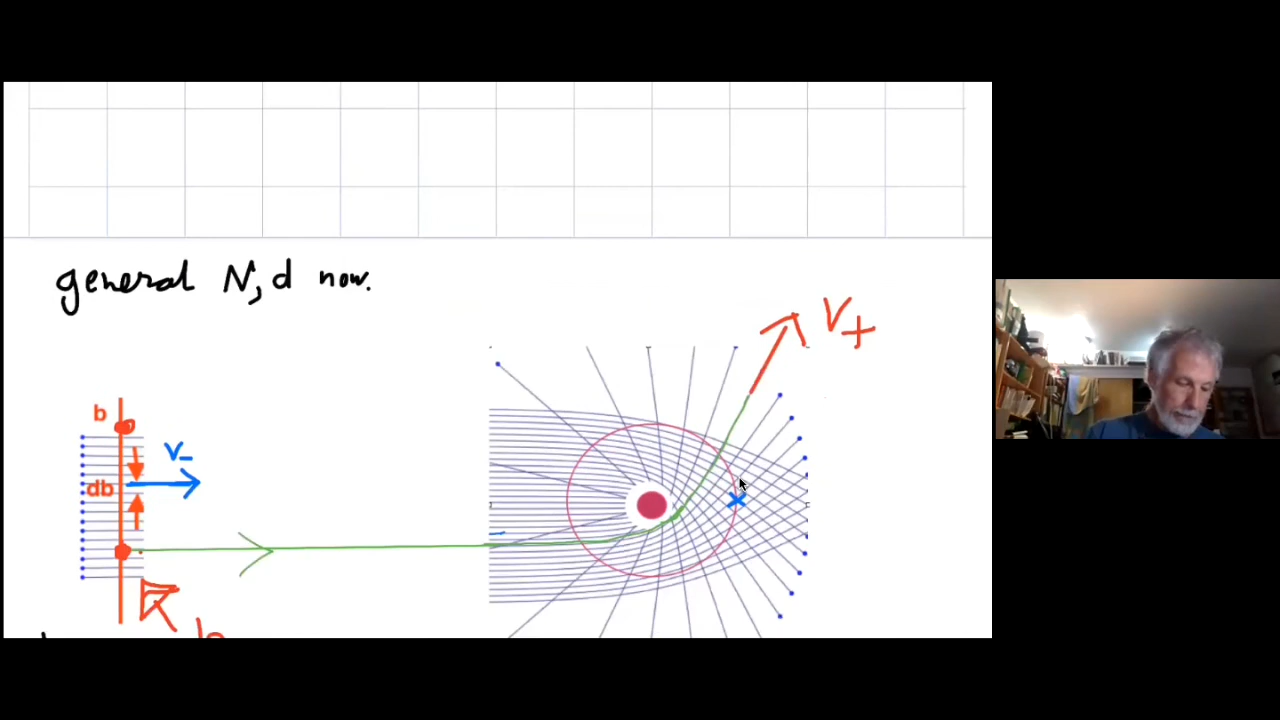 general N, d now.
V+
b
V-
db
b